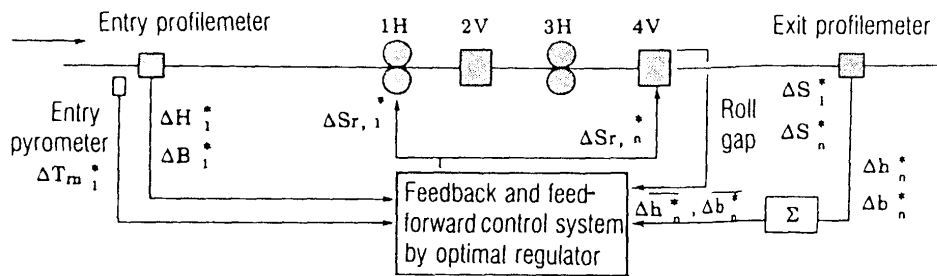 Entry profilemeter
1H
2V
3H
4V
Exit profilemeter
Entry
pyrometer
ΔTm *1
ΔH *1
ΔB *1
ΔSr, *1
ΔSr, *n
Roll
gap
ΔS *1
ΔS *n
Δh *n
Δb *n
Feedback and feed-
forward control system
by optimal regulator
Δh *n , Δb *n
Σ